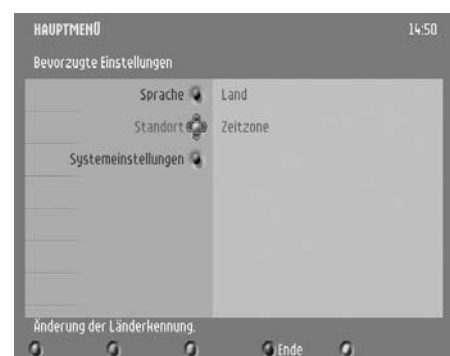 HAUPTMENÜ 14:50
Bevorzugte Einstellungen
Sprache Land
Standort Zeitzone
Systemeinstellungen
Änderung der Länderkennung.
Ende